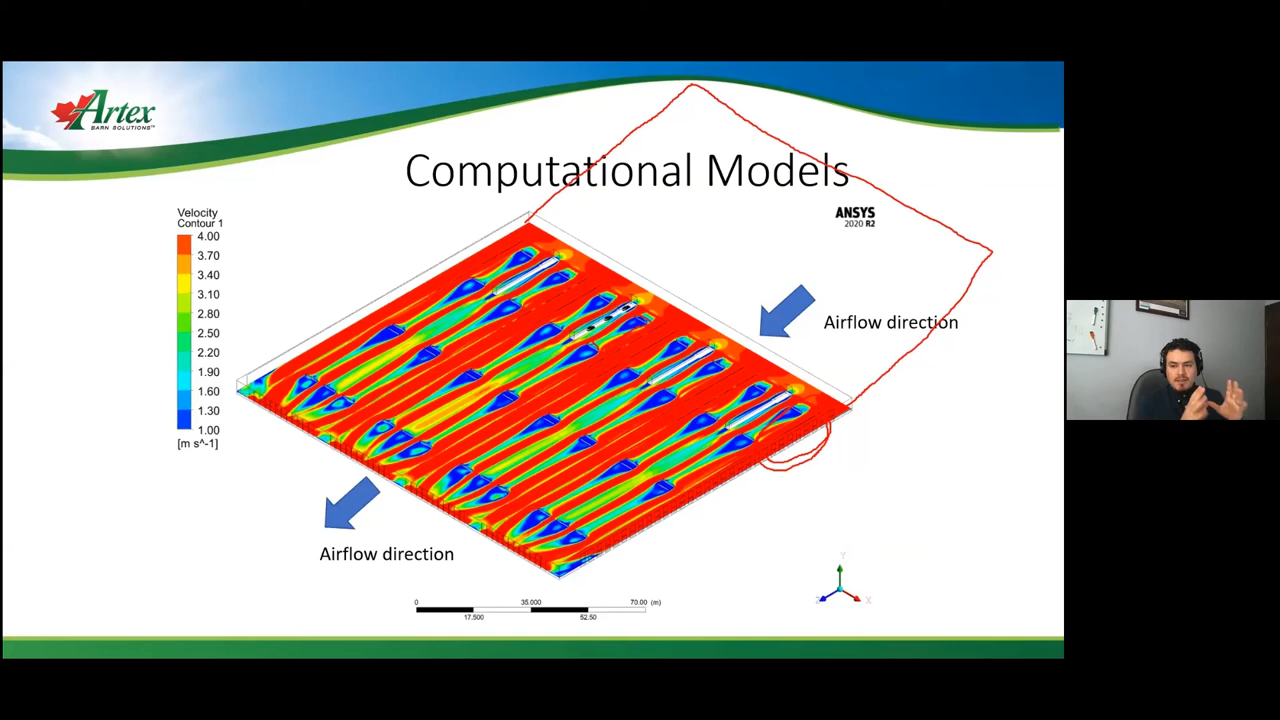 Artex
BARN SOLUTIONS™
Computational Models
Velocity
Contour 1
4.00
3.70
3.40
3.10
2.80
2.50
2.20
1.90
1.60
1.30
1.00
[m s^-1]
ANSYS
2020 R2
Airflow direction
Airflow direction
0
35.000
70.00
(m)
17.500
52.50
Y
Z
X